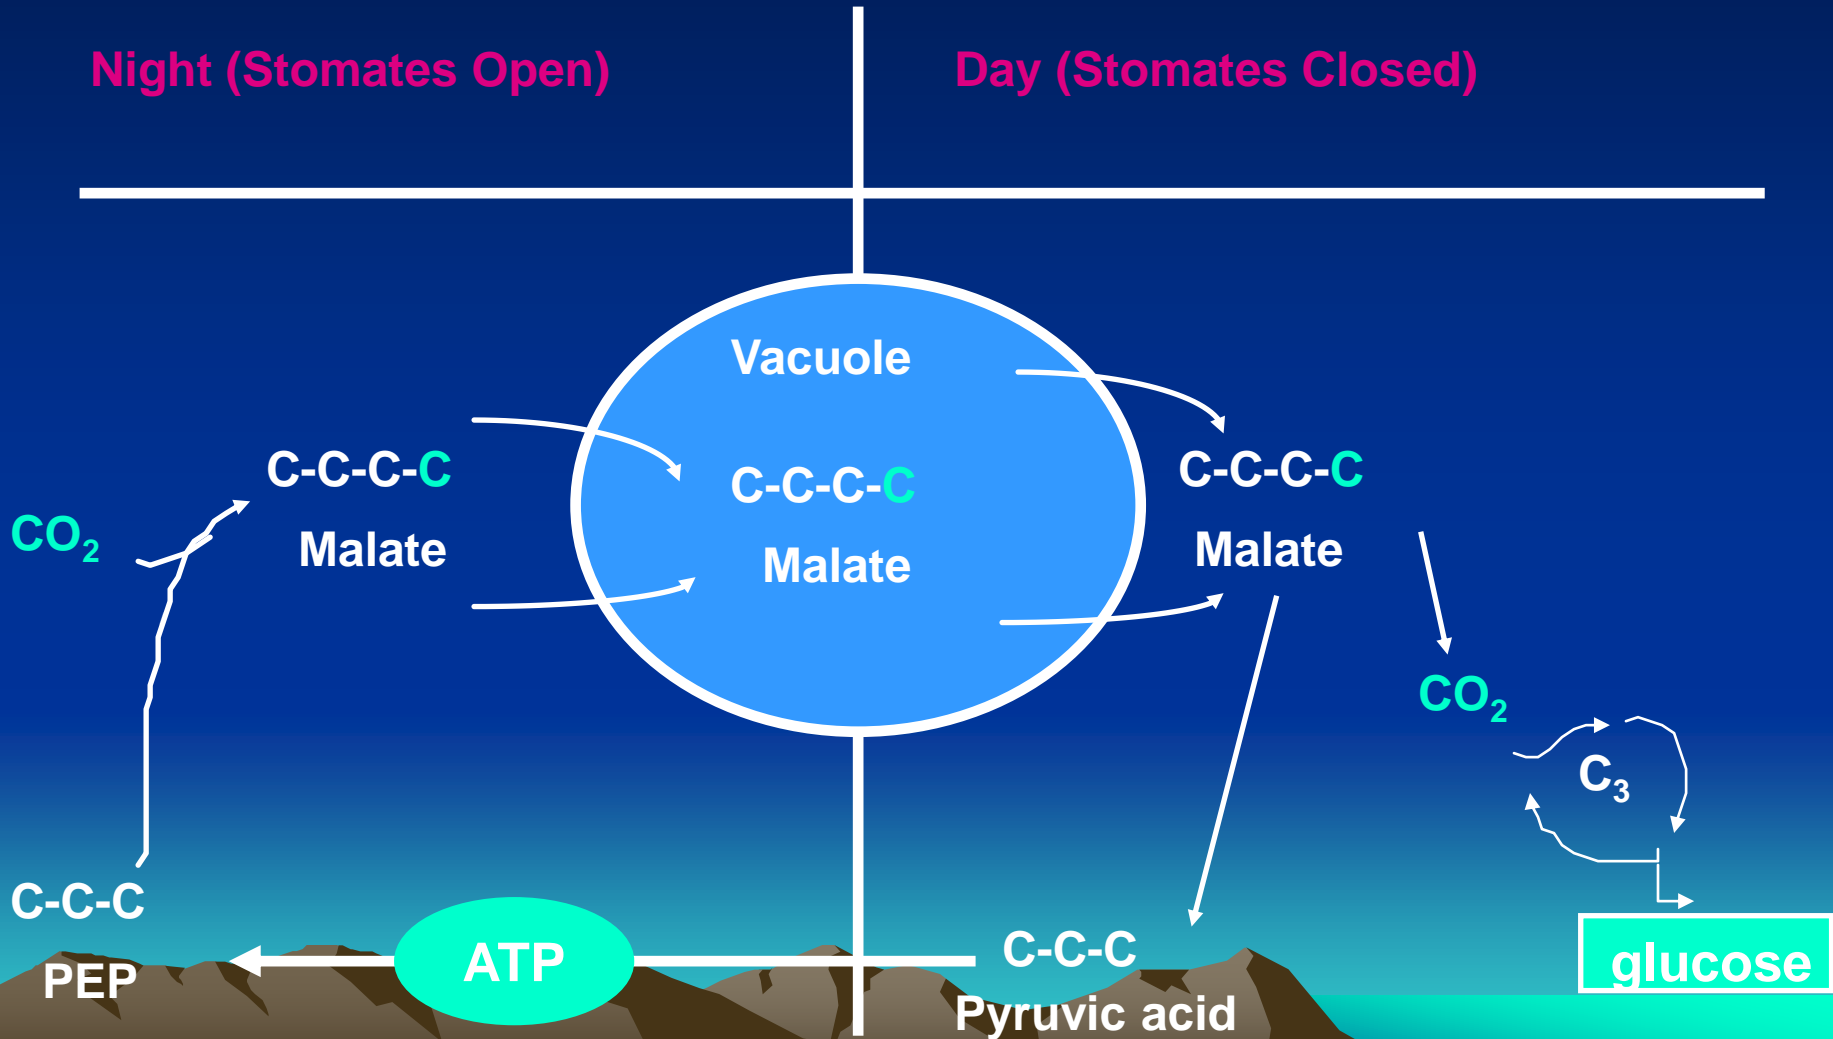 Night (Stomates Open)
Day (Stomates Closed)
Vacuole
C-C-C-C
Malate
CO₂
C-C-C-C
Malate
C-C-C-C
Malate
CO₂
C₃
C-C-C
PEP
ATP
C-C-C
Pyruvic acid
glucose